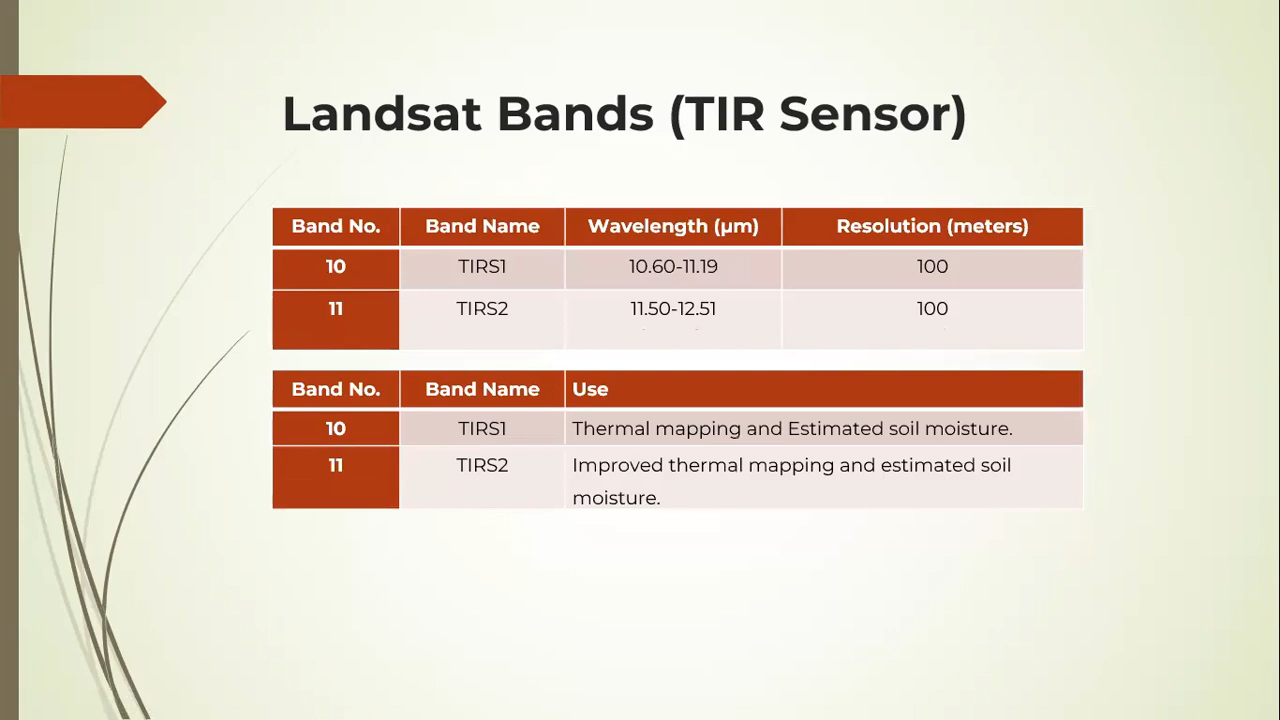 Landsat Bands (TIR Sensor)
Band No. Band Name Wavelength (µm) Resolution (meters)
10 TIRS1 10.60-11.19 100
11 TIRS2 11.50-12.51 100
Band No. Band Name Use
10 TIRS1 Thermal mapping and Estimated soil moisture.
11 TIRS2 Improved thermal mapping and estimated soil
moisture.